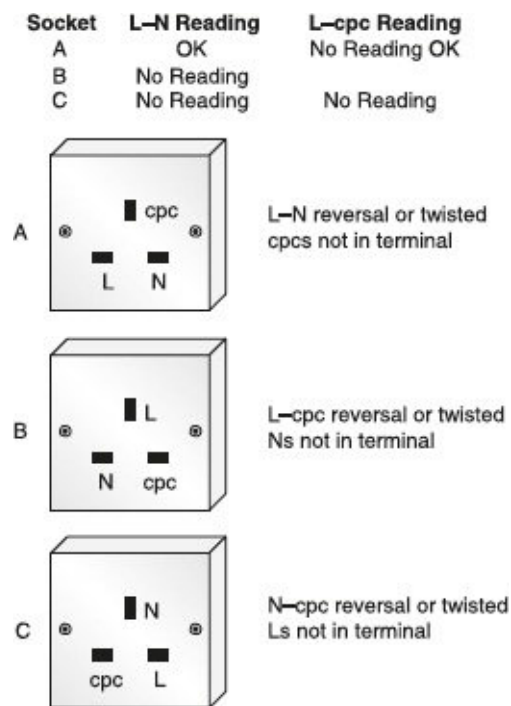 Socket L–N Reading L–cpc Reading
A OK No Reading OK
B No Reading
C No Reading No Reading
A
cpc
L N
L–N reversal or twisted
cpcs not in terminal
B
L
N cpc
L–cpc reversal or twisted
Ns not in terminal
C
N
cpc L
N–cpc reversal or twisted
Ls not in terminal